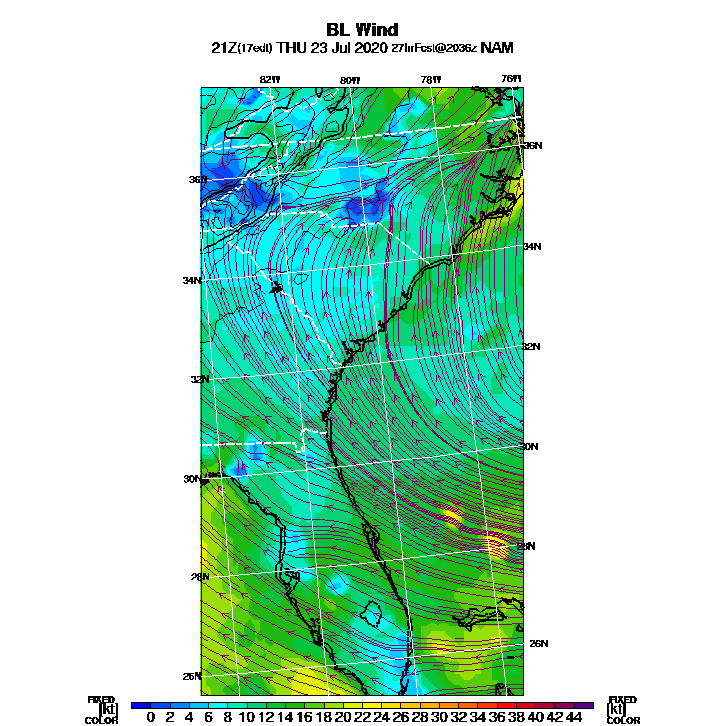 BL Wind
21Z(17edt) THU 23 Jul 2020 27hrFcst@2036z NAM
82W 80W 78W 76W
36N
36N
34N
34N
32N
32N
30N
30N
28N
28N
26N
26N
FIXED FIXED
[kt] 0 2 4 6 8 10 12 14 16 18 20 22 24 26 28 30 32 34 36 38 40 42 44 [kt]
COLOR COLOR